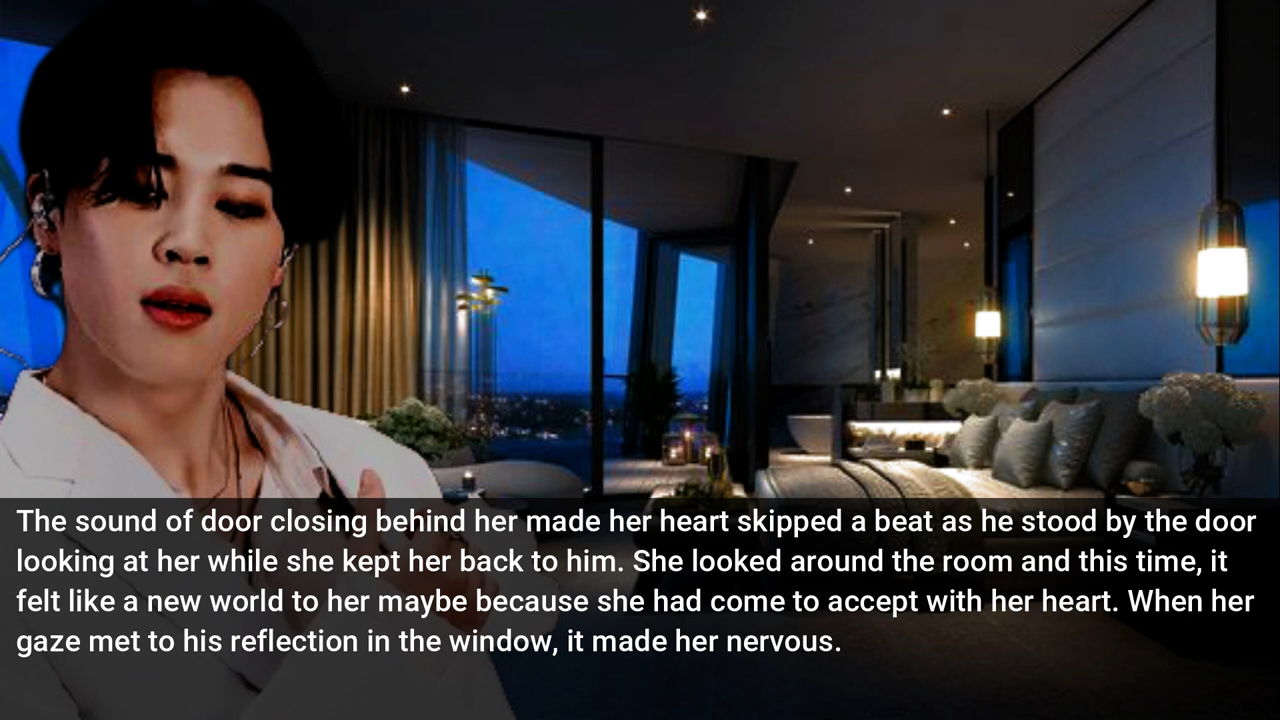 The sound of door closing behind her made her heart skipped a beat as he stood by the door
looking at her while she kept her back to him. She looked around the room and this time, it
felt like a new world to her maybe because she had come to accept with her heart. When her
gaze met to his reflection in the window, it made her nervous.